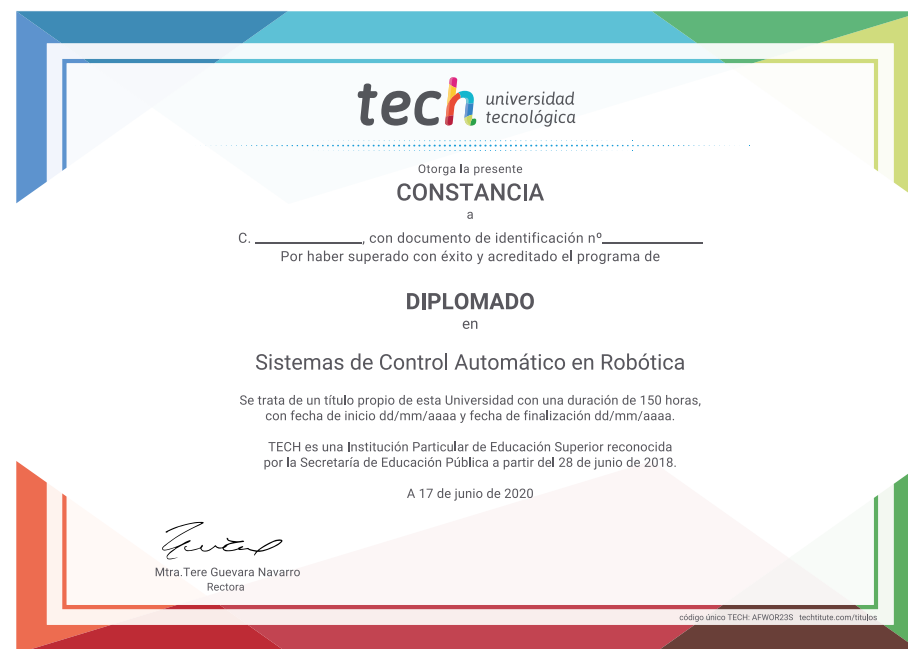 tech universidad
tecnológica
Otorga la presente
CONSTANCIA
a
C. ____________, con documento de identificación nº____________
Por haber superado con éxito y acreditado el programa de
DIPLOMADO
en
Sistemas de Control Automático en Robótica
Se trata de un título propio de esta Universidad con una duración de 150 horas,
con fecha de inicio dd/mm/aaaa y fecha de finalización dd/mm/aaaa.
TECH es una Institución Particular de Educación Superior reconocida
por la Secretaría de Educación Pública a partir del 28 de junio de 2018.
A 17 de junio de 2020
Mtra.Tere Guevara Navarro
Rectora
código único TECH: AFWOR23S techtitute.com/titulos